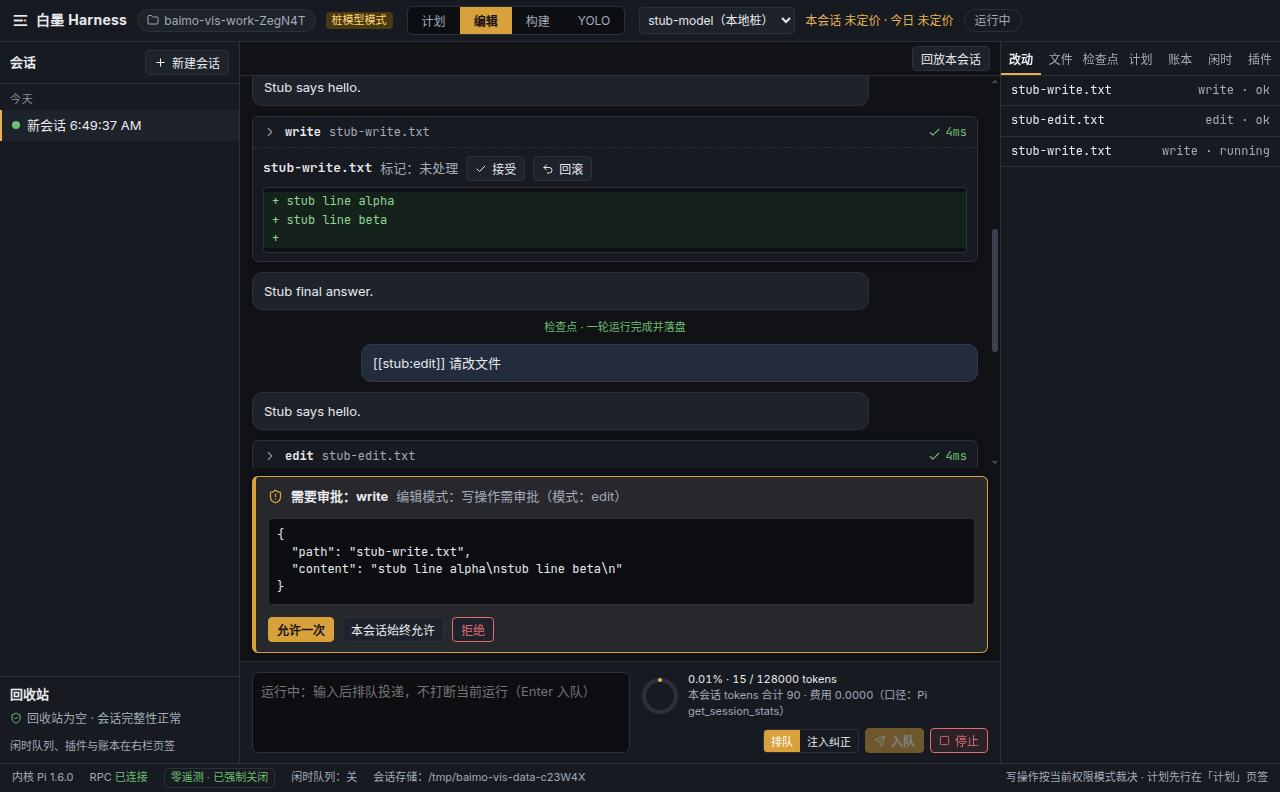 白墨 Harness
baimo-vis-work-ZegN4T
桩模型模式
计划 编辑 构建 YOLO
stub-model（本地桩）
本会话 未定价 · 今日 未定价
运行中
会话
新建会话
今天
新会话 6:49:37 AM
回收站
回收站为空 · 会话完整性正常
闲时队列、插件与账本在右栏页签
回放本会话
Stub says hello.
write stub-write.txt 4ms
stub-write.txt 标记：未处理 接受 回滚
+ stub line alpha
+ stub line beta
+
Stub final answer.
检查点 · 一轮运行完成并落盘
[[stub:edit]] 请改文件
Stub says hello.
edit stub-edit.txt 4ms
需要审批：write 编辑模式：写操作需审批（模式：edit）
{
"path": "stub-write.txt",
"content": "stub line alpha\nstub line beta\n"
}
允许一次 本会话始终允许 拒绝
运行中：输入后排队投递，不打断当前运行（Enter 入队）
0.01% · 15 / 128000 tokens
本会话 tokens 合计 90 · 费用 0.0000（口径：Pi
get_session_stats）
排队 注入纠正 入队 停止
改动 文件 检查点 计划 账本 闲时 插件
stub-write.txt write · ok
stub-edit.txt edit · ok
stub-write.txt write · running
内核 Pi 1.6.0 RPC 已连接 零遥测 · 已强制关闭 闲时队列：关 会话存储：/tmp/baimo-vis-data-c23W4X
写操作按当前权限模式裁决 · 计划先行在「计划」页签